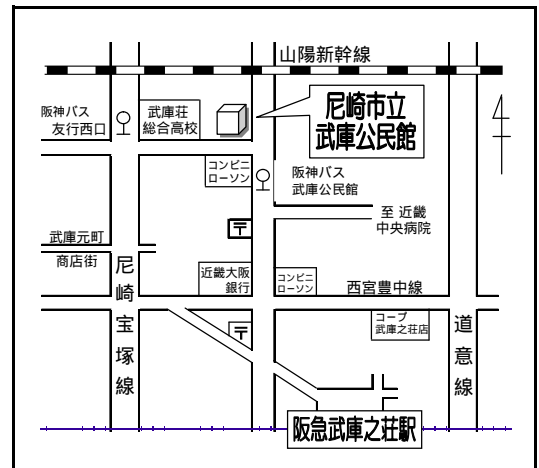 山陽新幹線
阪神バス
友行西口
武庫荘
総合高校
尼崎市立
武庫公民館
コンビニ
ローソン
阪神バス
武庫公民館
〒
至 近畿
中央病院
武庫元町
商店街
尼崎宝塚線
近畿大阪
銀行
コンビニ
ローソン
西宮豊中線
〒
コープ
武庫之荘店
道意線
阪急武庫之荘駅